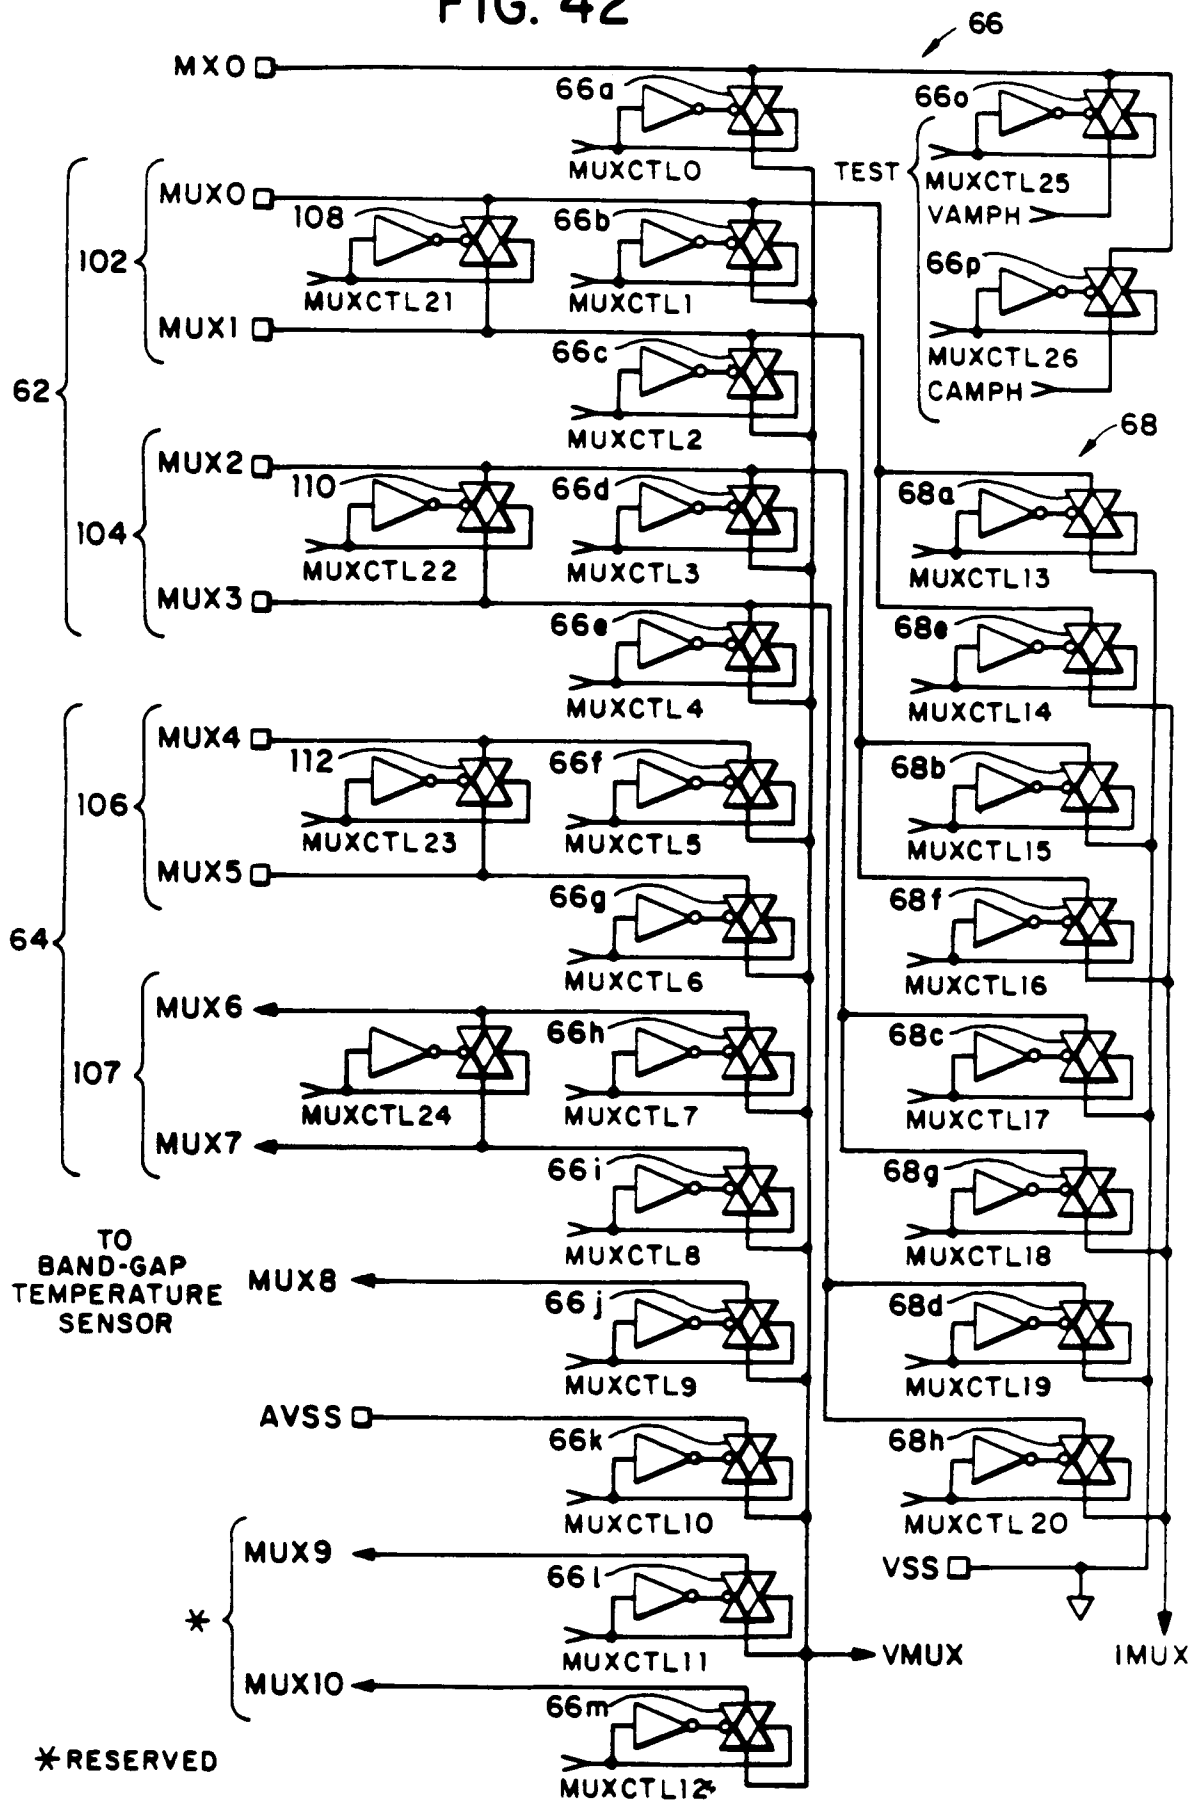 FIG. 42
66
MX0
66a
66o
MUXCTL0
TEST
MUXCTL25
VAMPH
MUX0
108
66b
102
66p
MUXCTL21
MUXCTL1
MUX1
66c
MUXCTL26
CAMPH
62
MUXCTL2
68
MUX2
110
66d
68a
104
MUXCTL22
MUXCTL3
MUXCTL13
MUX3
66e
68e
MUXCTL4
MUXCTL14
MUX4
112
66f
68b
106
MUXCTL23
MUXCTL5
MUXCTL15
MUX5
66g
68f
64
MUXCTL6
MUXCTL16
MUX6
66h
68c
107
MUXCTL24
MUXCTL7
MUXCTL17
MUX7
66i
68g
TO
BAND-GAP
TEMPERATURE
SENSOR
MUXCTL8
MUXCTL18
MUX8
66j
68d
MUXCTL9
MUXCTL19
AVSS
66k
68h
MUXCTL10
MUXCTL20
MUX9
66l
VSS
*
MUXCTL11
VMUX
IMUX
MUX10
66m
*RESERVED
MUXCTL12